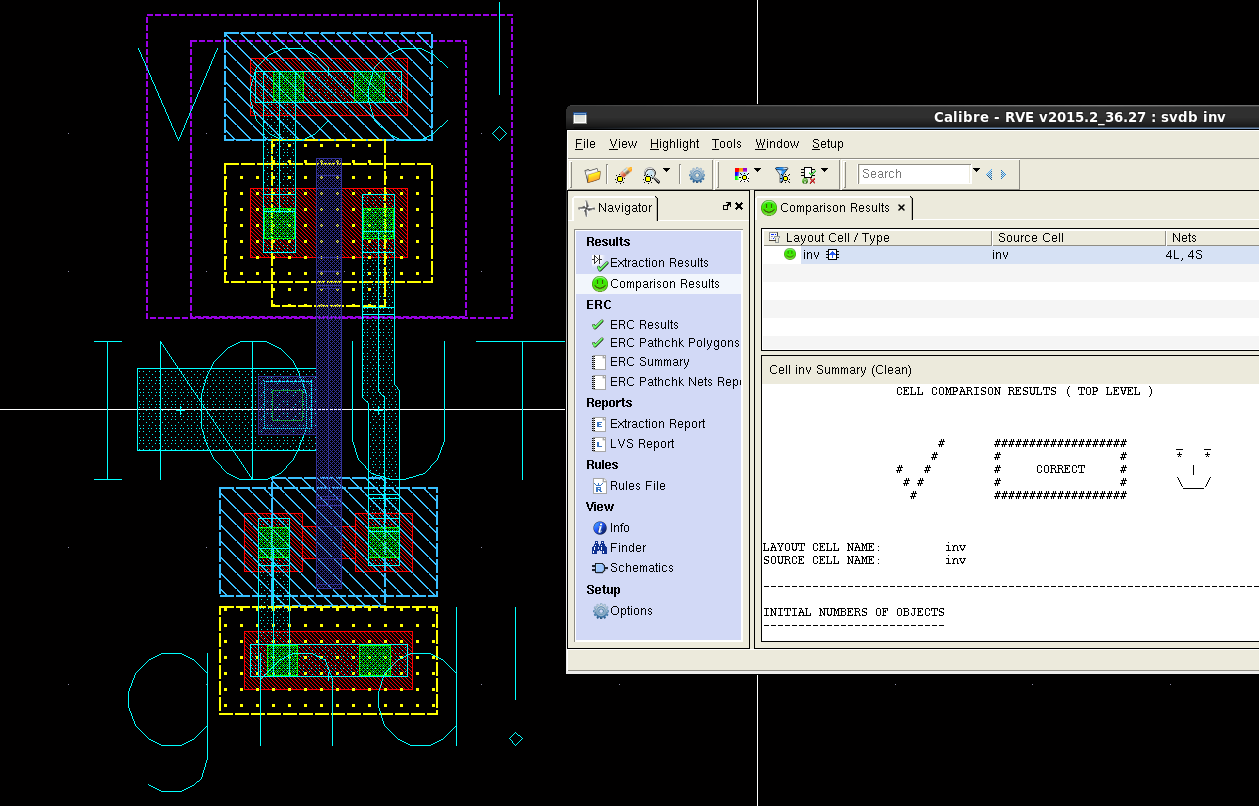 Vcc!
IN
OUT
gnd!
Calibre - RVE v2015.2_36.27 : svdb inv
File View Highlight Tools Window Setup
Search
Navigator
Results
Extraction Results
Comparison Results
ERC
ERC Results
ERC Pathchk Polygons
ERC Summary
ERC Pathchk Nets Repo
Reports
Extraction Report
LVS Report
Rules
Rules File
View
Info
Finder
Schematics
Setup
Options
Comparison Results
Layout Cell / Type Source Cell Nets
inv inv 4L, 4S
Cell inv Summary (Clean)
CELL COMPARISON RESULTS ( TOP LEVEL )
CORRECT
LAYOUT CELL NAME: inv
SOURCE CELL NAME: inv
INITIAL NUMBERS OF OBJECTS